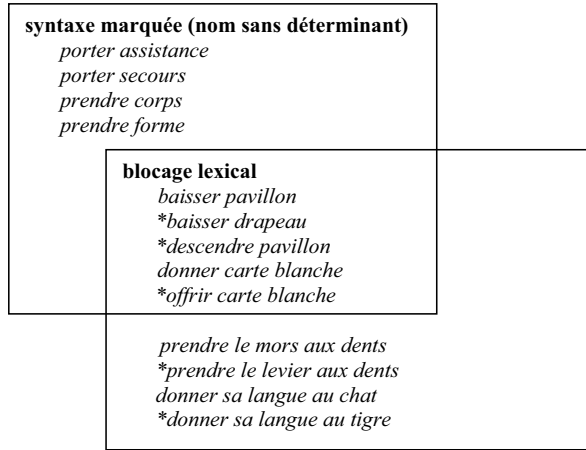 syntaxe marquée (nom sans déterminant)
porter assistance
porter secours
prendre corps
prendre forme
blocage lexical
baisser pavillon
*baisser drapeau
*descendre pavillon
donner carte blanche
*offrir carte blanche
prendre le mors aux dents
*prendre le levier aux dents
donner sa langue au chat
*donner sa langue au tigre